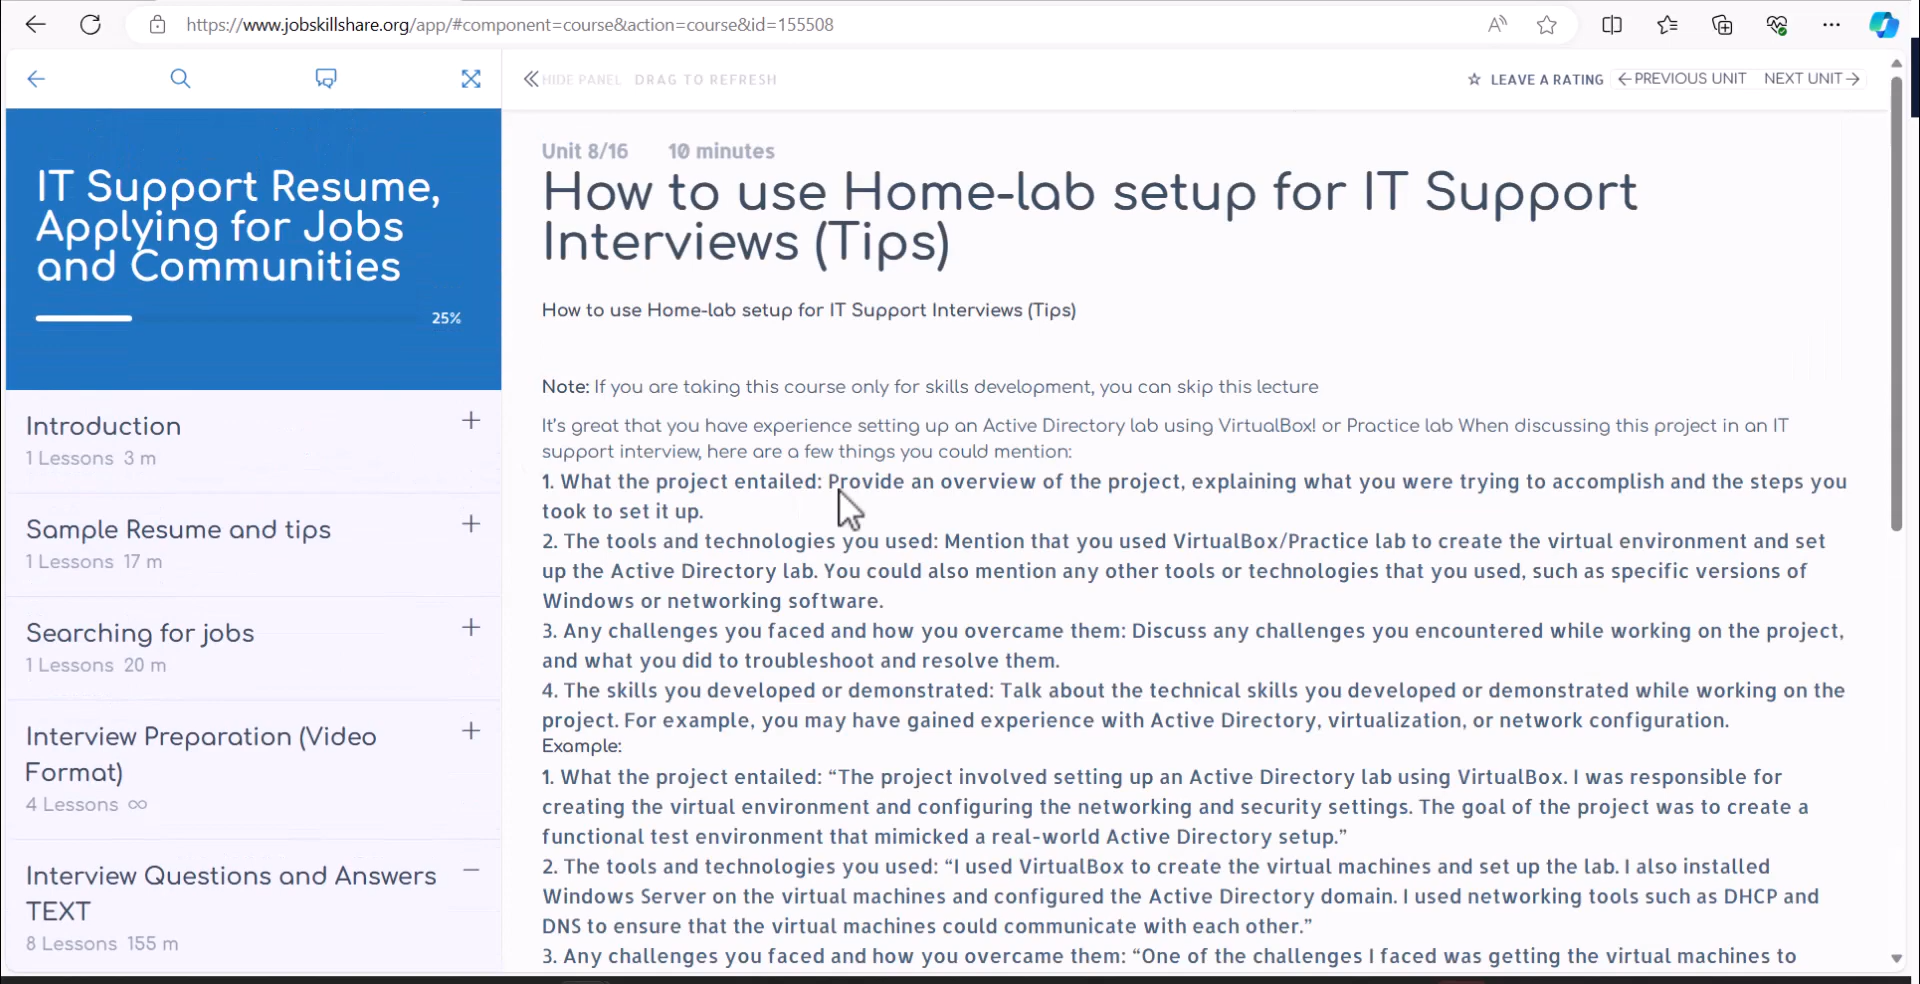 https://www.jobskillshare.org/app/#component=course&action=course&id=155508
HIDE PANEL DRAG TO REFRESH
LEAVE A RATING
PREVIOUS UNIT
NEXT UNIT
IT Support Resume,
Applying for Jobs
and Communities
25%
Introduction
1 Lessons 3 m
Sample Resume and tips
1 Lessons 17 m
Searching for jobs
1 Lessons 20 m
Interview Preparation (Video
Format)
4 Lessons ∞
Interview Questions and Answers
TEXT
8 Lessons 155 m
Unit 8/16 10 minutes
How to use Home-lab setup for IT Support
Interviews (Tips)
How to use Home-lab setup for IT Support Interviews (Tips)
Note: If you are taking this course only for skills development, you can skip this lecture
It's great that you have experience setting up an Active Directory lab using VirtualBox! or Practice lab When discussing this project in an IT
support interview, here are a few things you could mention:
1. What the project entailed: Provide an overview of the project, explaining what you were trying to accomplish and the steps you
took to set it up.
2. The tools and technologies you used: Mention that you used VirtualBox/Practice lab to create the virtual environment and set
up the Active Directory lab. You could also mention any other tools or technologies that you used, such as specific versions of
Windows or networking software.
3. Any challenges you faced and how you overcame them: Discuss any challenges you encountered while working on the project,
and what you did to troubleshoot and resolve them.
4. The skills you developed or demonstrated: Talk about the technical skills you developed or demonstrated while working on the
project. For example, you may have gained experience with Active Directory, virtualization, or network configuration.
Example:
1. What the project entailed: “The project involved setting up an Active Directory lab using VirtualBox. I was responsible for
creating the virtual environment and configuring the networking and security settings. The goal of the project was to create a
functional test environment that mimicked a real-world Active Directory setup.”
2. The tools and technologies you used: “I used VirtualBox to create the virtual machines and set up the lab. I also installed
Windows Server on the virtual machines and configured the Active Directory domain. I used networking tools such as DHCP and
DNS to ensure that the virtual machines could communicate with each other.”
3. Any challenges you faced and how you overcame them: “One of the challenges I faced was getting the virtual machines to